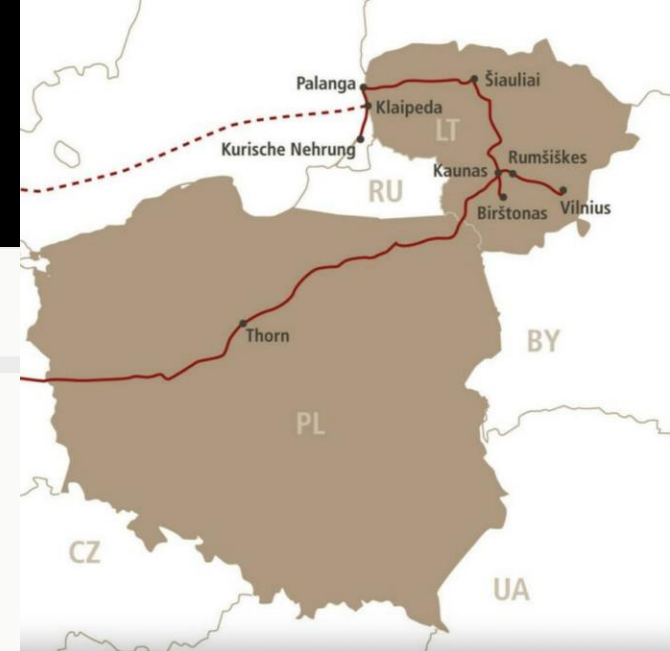 Palanga
Šiauliai
Klaipeda
LT
Kurische Nehrung
Kaunas
Rumšiškes
RU
Birštonas
Vilnius
Thorn
BY
PL
CZ
UA